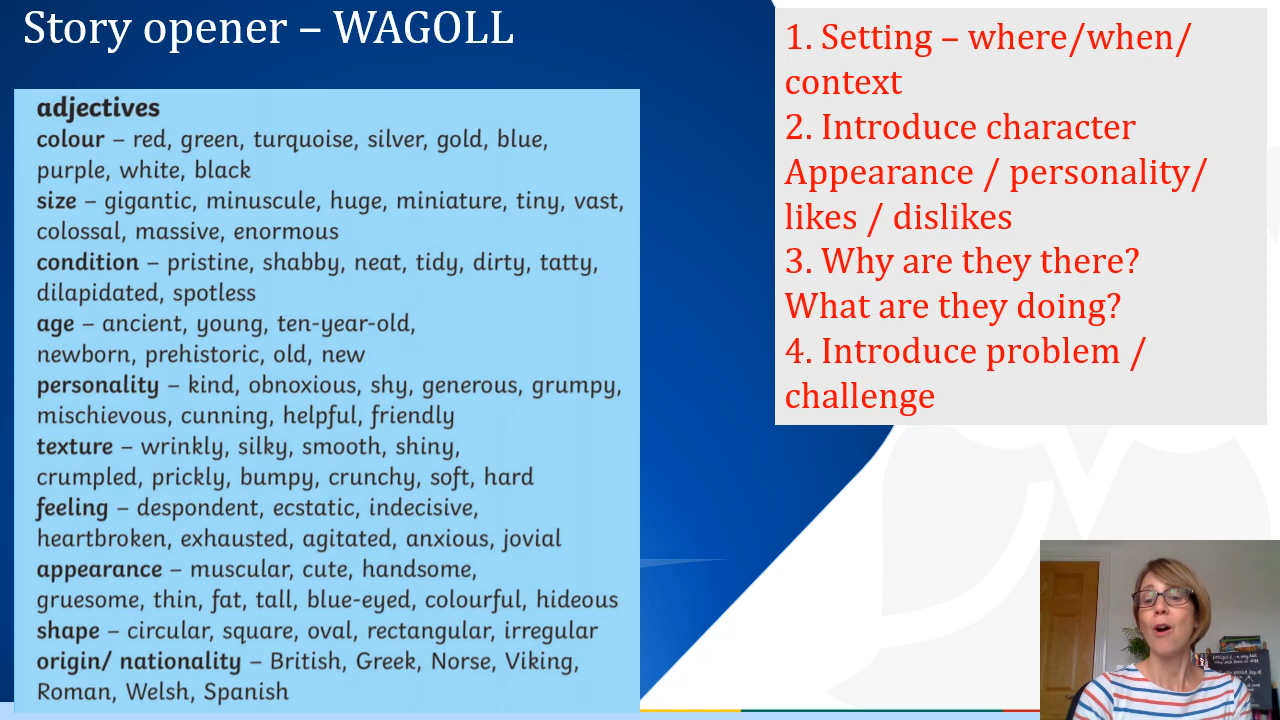 Story opener – WAGOLL
adjectives
colour – red, green, turquoise, silver, gold, blue,
purple, white, black
size – gigantic, minuscule, huge, miniature, tiny, vast,
colossal, massive, enormous
condition – pristine, shabby, neat, tidy, dirty, tatty,
dilapidated, spotless
age – ancient, young, ten-year-old,
newborn, prehistoric, old, new
personality – kind, obnoxious, shy, generous, grumpy,
mischievous, cunning, helpful, friendly
texture – wrinkly, silky, smooth, shiny,
crumpled, prickly, bumpy, crunchy, soft, hard
feeling – despondent, ecstatic, indecisive,
heartbroken, exhausted, agitated, anxious, jovial
appearance – muscular, cute, handsome,
gruesome, thin, fat, tall, blue-eyed, colourful, hideous
shape – circular, square, oval, rectangular, irregular
origin/ nationality – British, Greek, Norse, Viking,
Roman, Welsh, Spanish
1. Setting – where/when/
context
2. Introduce character
Appearance / personality/
likes / dislikes
3. Why are they there?
What are they doing?
4. Introduce problem /
challenge